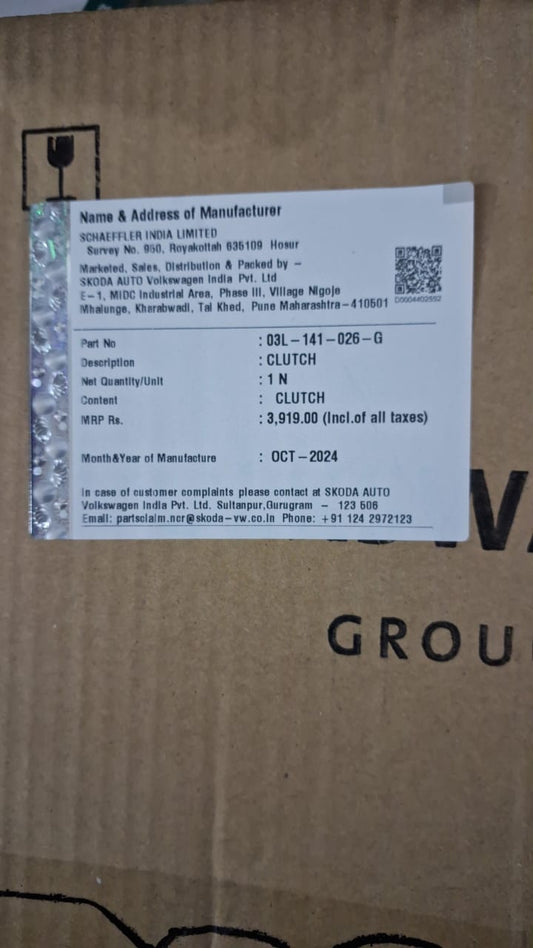 Name & Address of Manufacturer
SCHAEFFLER INDIA LIMITED
Survey No. 950, Royakottah 635109 Hosur
Marketed, Sales, Distribution & Packed by –
SKODA AUTO Volkswagen India Pvt. Ltd
E–1, MIDC Industrial Area, Phase III, Village Nigoje
Mhalunge, Kharabwadi, Tal Khed, Pune Maharashtra–410501
Part No : 03L–141–026–G
Description : CLUTCH
Net Quantity/Unit : 1 N
Content : CLUTCH
MRP Rs. : 3,919.00 (Incl.of all taxes)
Month&Year of Manufacture : OCT–2024
In case of customer complaints please contact at SKODA AUTO
Volkswagen India Pvt. Ltd. Sultanpur,Gurugram – 123 506
Email: partsclaim.ncr@skoda–vw.co.in Phone: +91 124 2972123
GROU